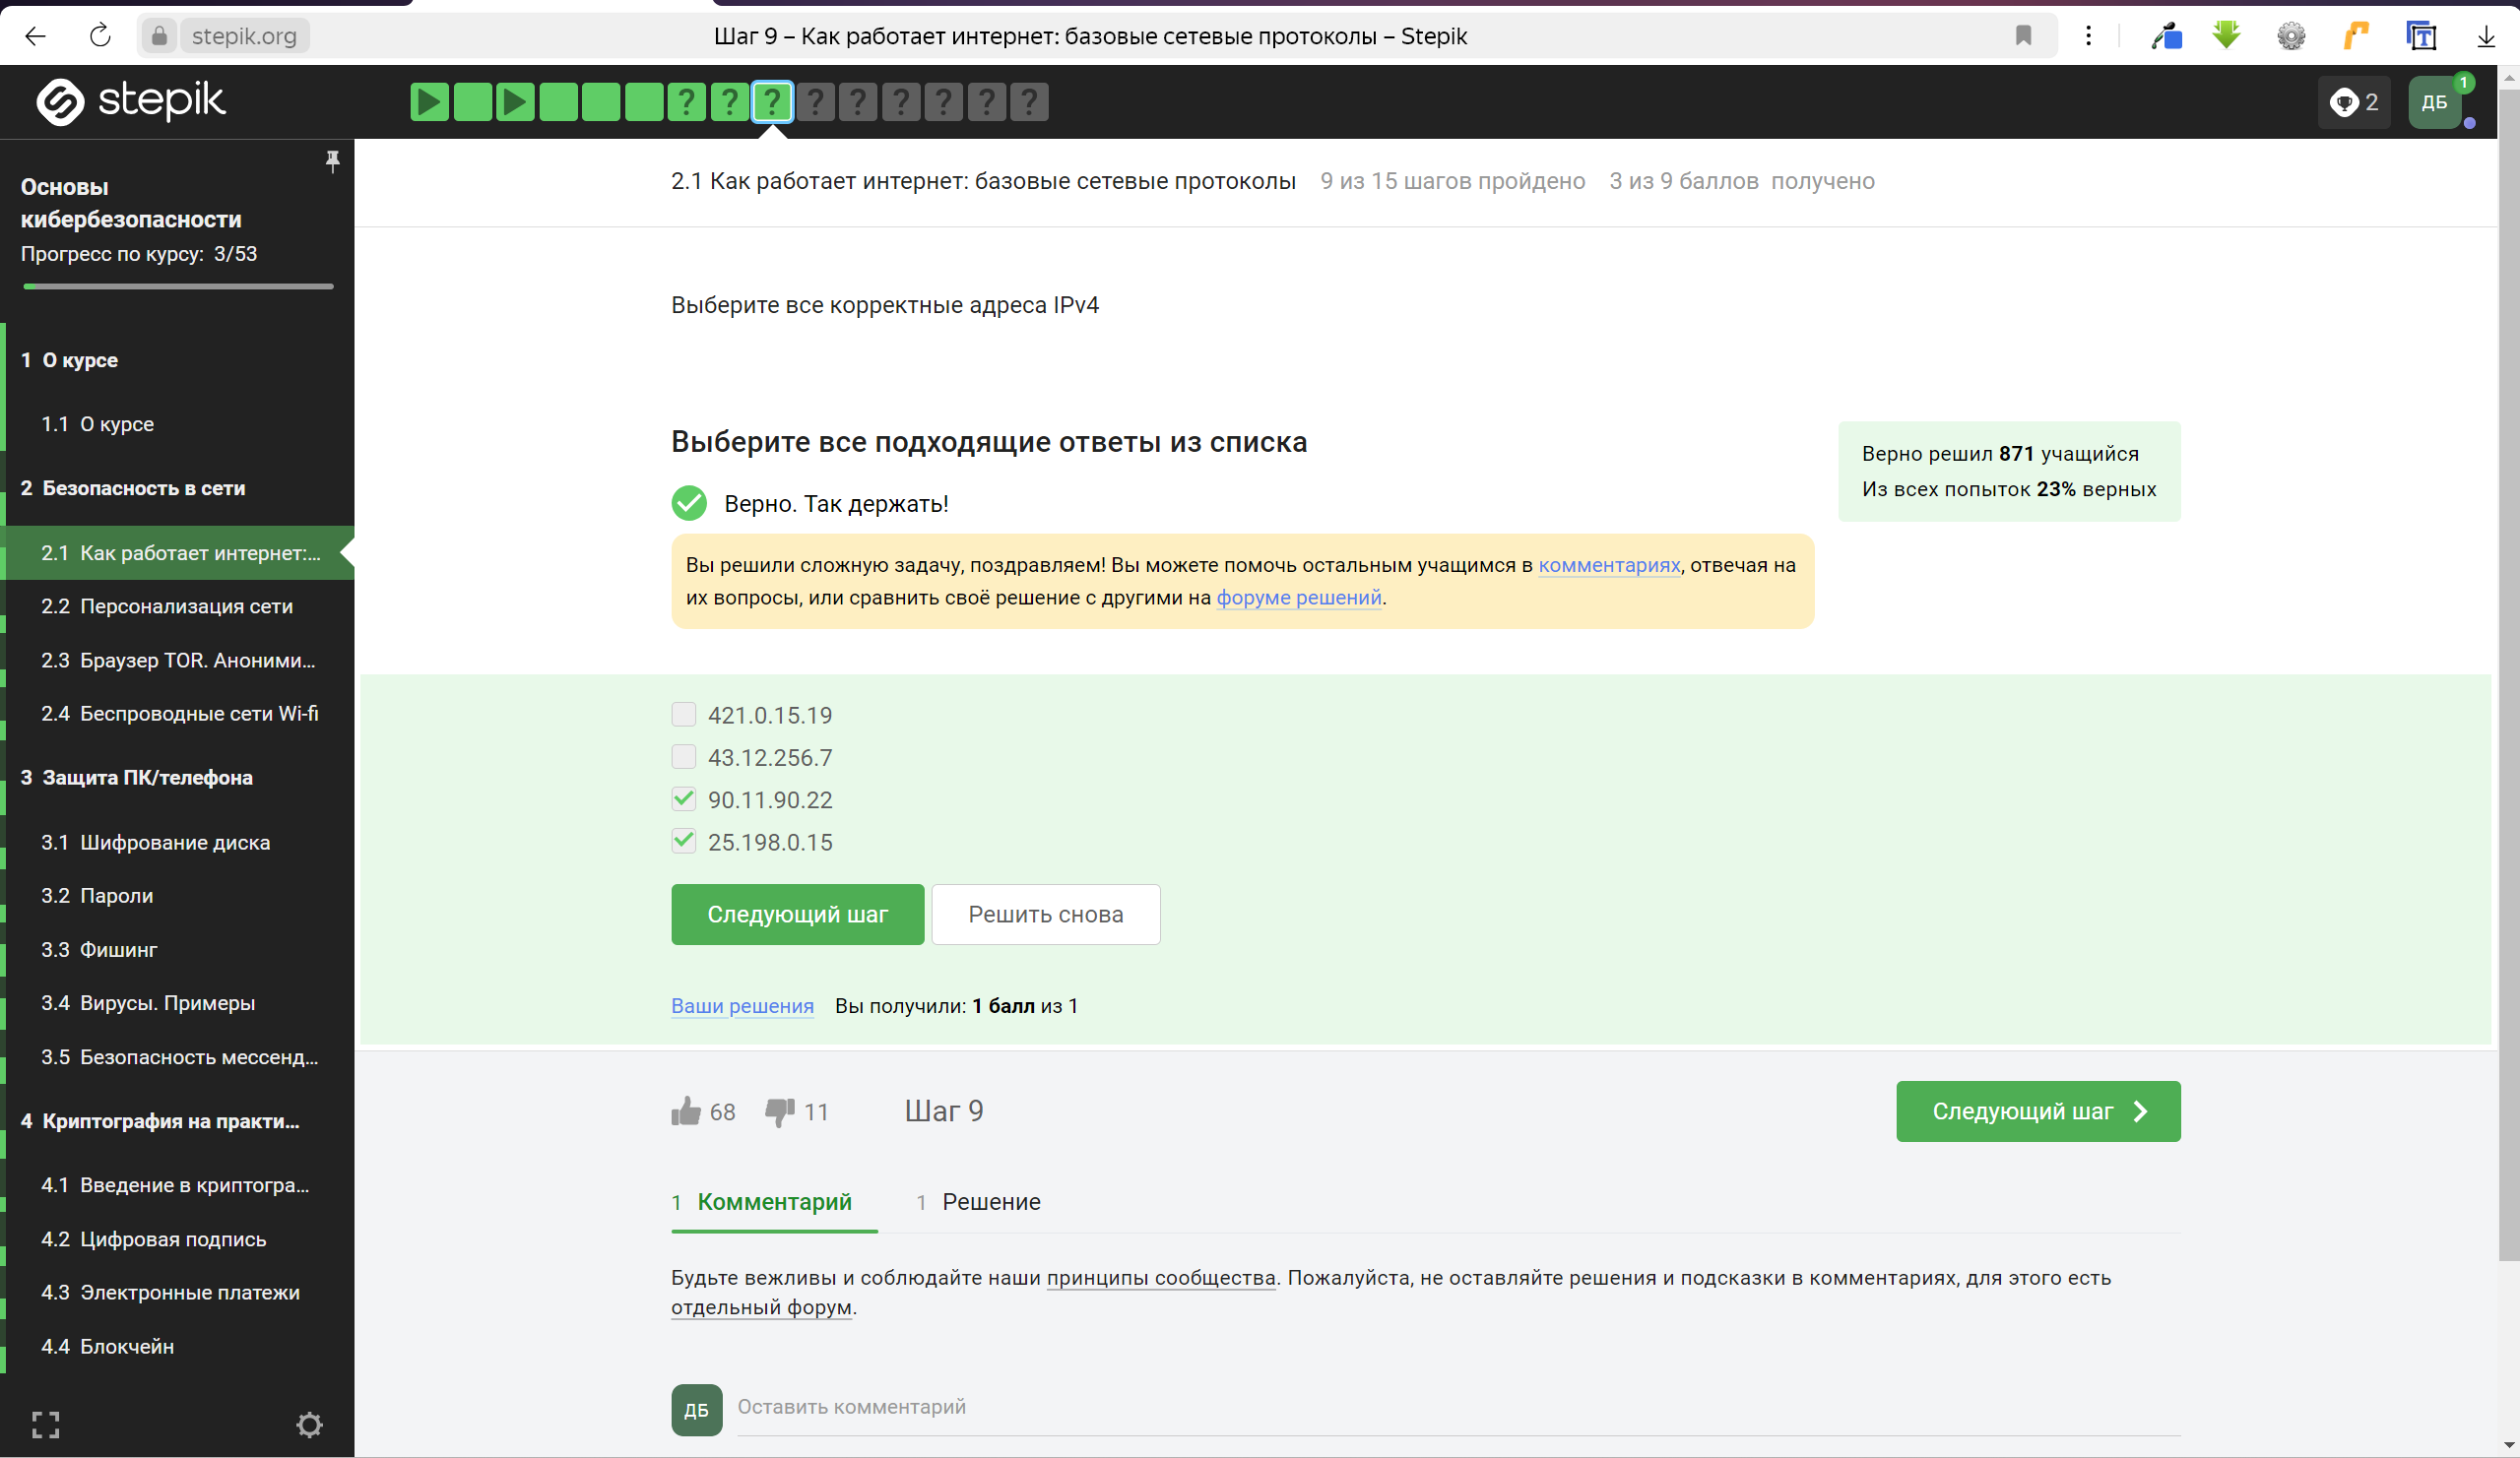 stepik.org
Шаг 9 – Как работает интернет: базовые сетевые протоколы – Stepik
stepik
? ? ? ? ? ? ? ? ?
2
ДБ
1
Основы
кибербезопасности
Прогресс по курсу: 3/53
1 О курсе
1.1 О курсе
2 Безопасность в сети
2.1 Как работает интернет:...
2.2 Персонализация сети
2.3 Браузер TOR. Аноними...
2.4 Беспроводные сети Wi-fi
3 Защита ПК/телефона
3.1 Шифрование диска
3.2 Пароли
3.3 Фишинг
3.4 Вирусы. Примеры
3.5 Безопасность мессенд...
4 Криптография на практи...
4.1 Введение в криптогра...
4.2 Цифровая подпись
4.3 Электронные платежи
4.4 Блокчейн
2.1 Как работает интернет: базовые сетевые протоколы 9 из 15 шагов пройдено 3 из 9 баллов получено
Выберите все корректные адреса IPv4
Выберите все подходящие ответы из списка
Верно. Так держать!
Верно решил 871 учащийся
Из всех попыток 23% верных
Вы решили сложную задачу, поздравляем! Вы можете помочь остальным учащимся в комментариях, отвечая на
их вопросы, или сравнить своё решение с другими на форуме решений.
421.0.15.19
43.12.256.7
90.11.90.22
25.198.0.15
Следующий шаг
Решить снова
Ваши решения Вы получили: 1 балл из 1
68 11 Шаг 9
Следующий шаг
1 Комментарий 1 Решение
Будьте вежливы и соблюдайте наши принципы сообщества. Пожалуйста, не оставляйте решения и подсказки в комментариях, для этого есть
отдельный форум.
ДБ
Оставить комментарий